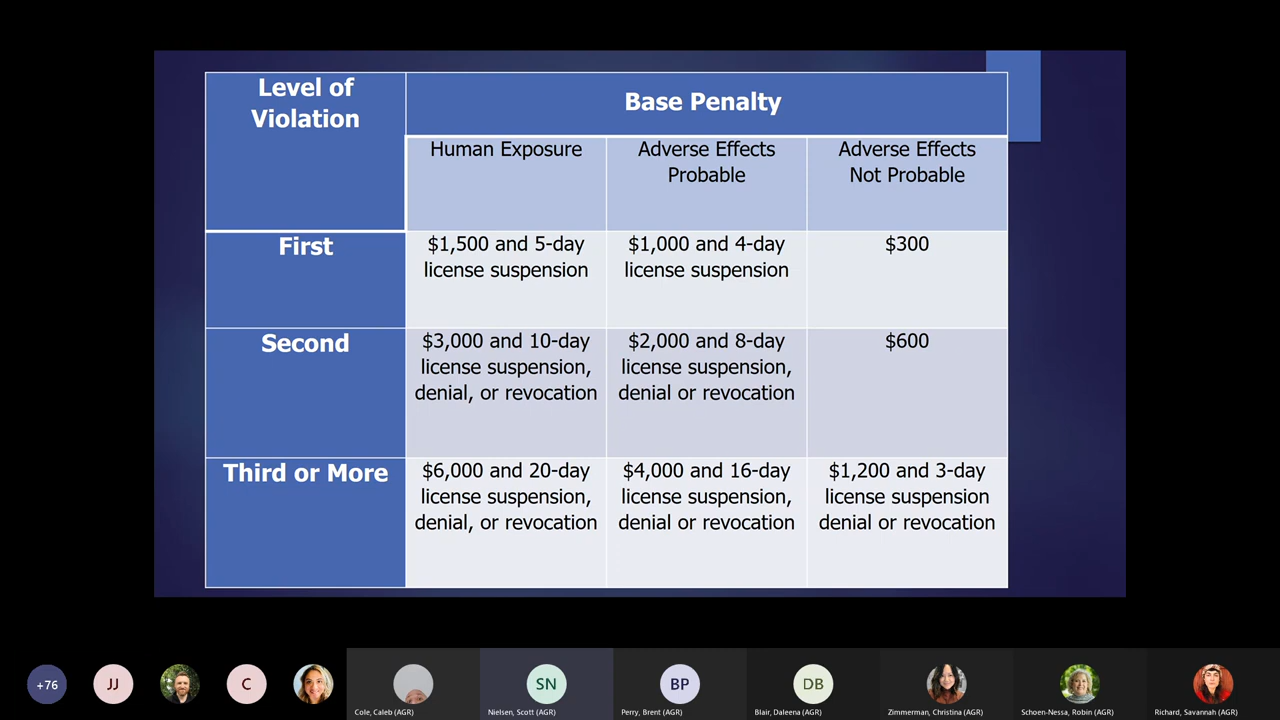 Level of
Violation
Base Penalty
Human Exposure
Adverse Effects
Probable
Adverse Effects
Not Probable
First
$1,500 and 5-day
license suspension
$1,000 and 4-day
license suspension
$300
Second
$3,000 and 10-day
license suspension,
denial, or revocation
$2,000 and 8-day
license suspension,
denial or revocation
$600
Third or More
$6,000 and 20-day
license suspension,
denial, or revocation
$4,000 and 16-day
license suspension,
denial or revocation
$1,200 and 3-day
license suspension
denial or revocation
+76
JJ
C
Cole, Caleb (AGR)
SN
Nielsen, Scott (AGR)
BP
Perry, Brent (AGR)
DB
Blair, Daleena (AGR)
Zimmerman, Christina (AGR)
Schoen-Nessa, Robin (AGR)
Richard, Savannah (AGR)